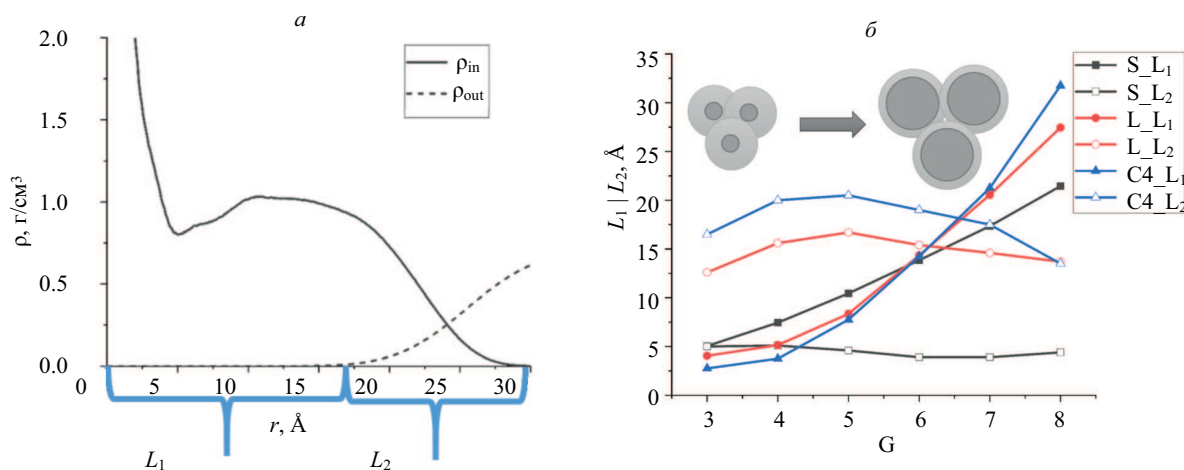 а
2.0
1.5
1.0
0.5
0.0
ρ, г/см³
ρin
ρout
0 5 10 15 20 25 30
r, Å
L₁ L₂
б
35
30
25
20
15
10
5
0
L₁ | L₂, Å
S_L₁
S_L₂
L_L₁
L_L₂
C4_L₁
C4_L₂
3 4 5 6 7 8
G